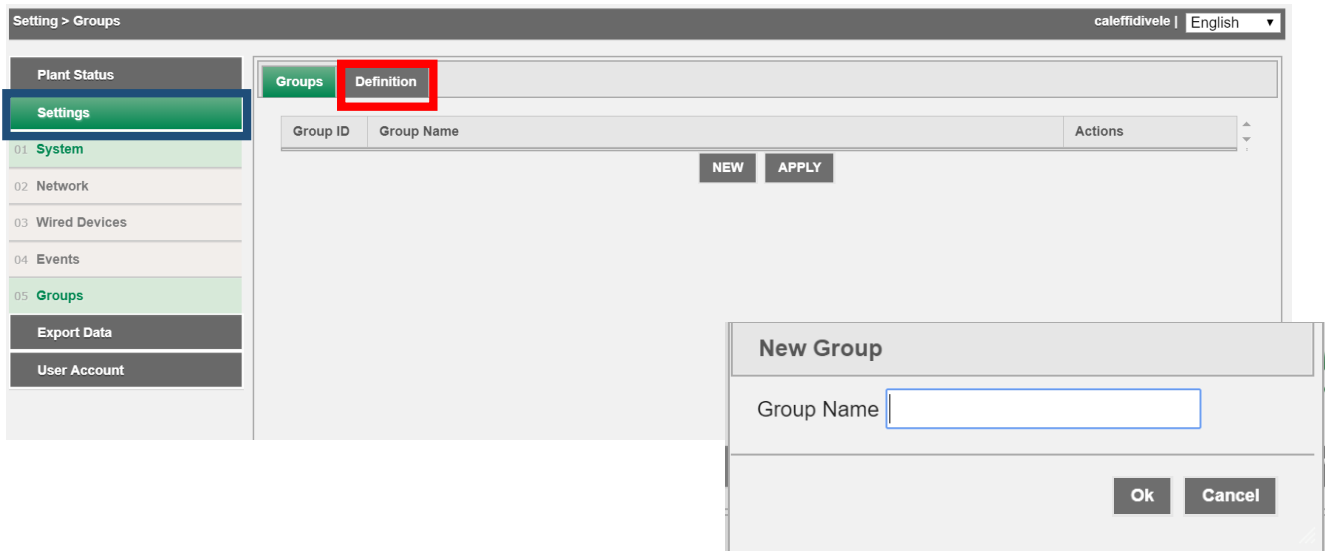 Setting > Groups
caleffidivele | English
Plant Status
Settings
01 System
02 Network
03 Wired Devices
04 Events
05 Groups
Export Data
User Account
Groups Definition
Group ID Group Name Actions
NEW APPLY
New Group
Group Name
Ok Cancel